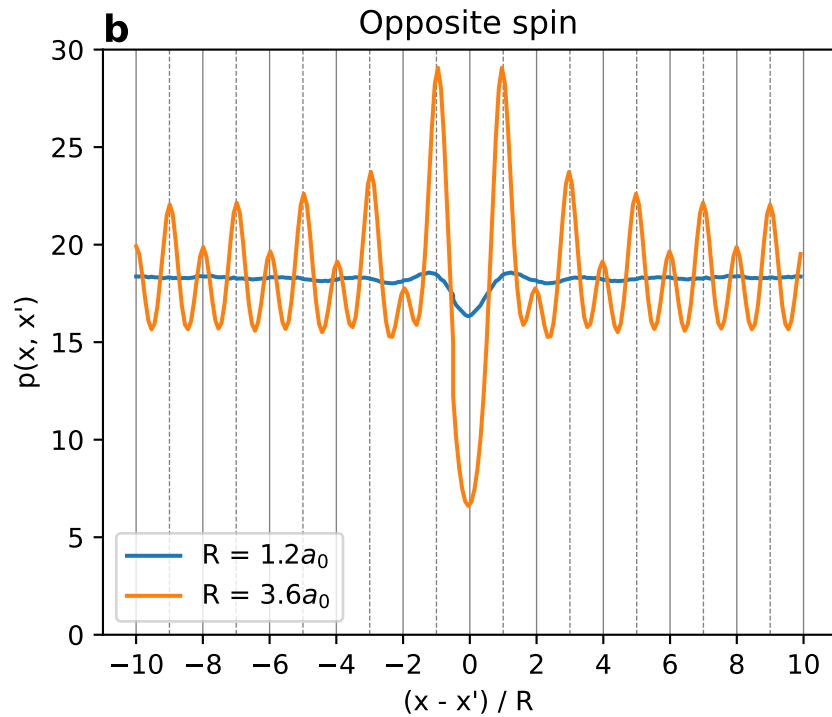 b
Opposite spin
30
25
20
15
10
5
0
p(x, x')
R = 1.2a₀
R = 3.6a₀
−10 −8 −6 −4 −2 0 2 4 6 8 10
(x - x') / R